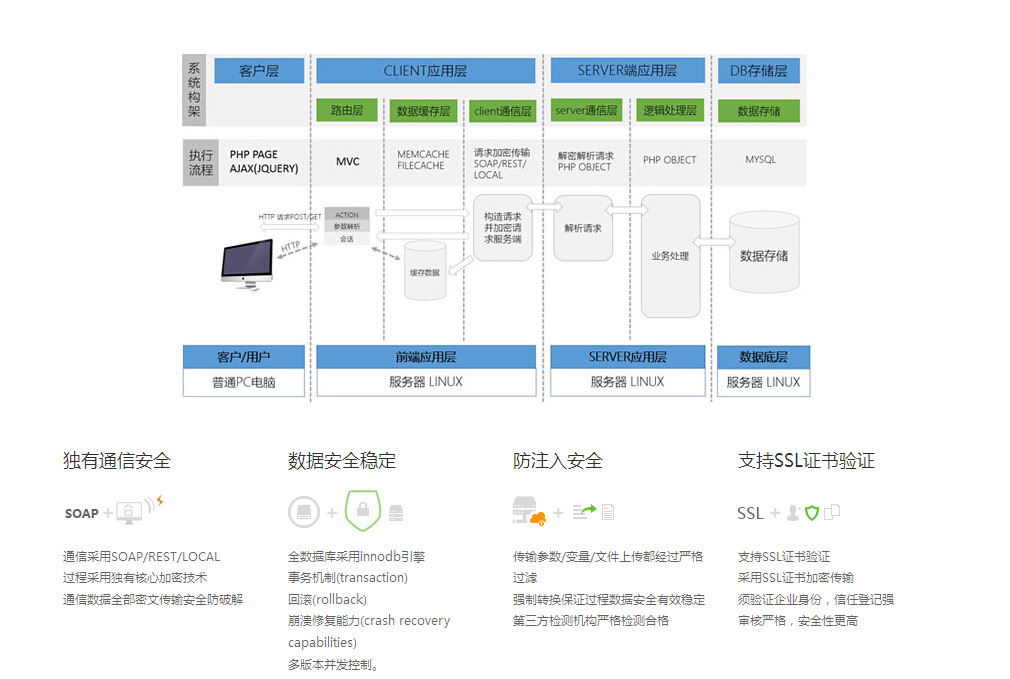 系统构架
客户层
CLIENT应用层
SERVER端应用层
DB存储层
路由层
数据缓存层
client通信层
server通信层
逻辑处理层
数据存储
执行
流程
PHP PAGE
AJAX(JQUERY)
MVC
MEMCACHE
FILECACHE
请求加密传输
SOAP/REST/
LOCAL
解密解析请求
PHP OBJECT
PHP OBJECT
MYSQL
HTTP 请求POST/GET
HTTP
ACTION
参数解析
会话
缓存数据
构造请求
并加密请
求服务端
解析请求
业务处理
数据存储
客户/用户
前端应用层
SERVER应用层
数据底层
普通PC电脑
服务器 LINUX
服务器 LINUX
服务器 LINUX
独有通信安全
SOAP +
通信采用SOAP/REST/LOCAL
过程采用独有核心加密技术
通信数据全部密文传输安全防破解
数据安全稳定
+
全数据库采用innodb引擎
事务机制(transaction)
回滚(rollback)
崩溃修复能力(crash recovery
capabilities)
多版本并发控制。
防注入安全
+
传输参数/变量/文件上传都经过严格
过滤
强制转换保证过程数据安全有效稳定
第三方检测机构严格检测合格
支持SSL证书验证
SSL +
支持SSL证书验证
采用SSL证书加密传输
须验证企业身份，信任登记强
审核严格，安全性更高